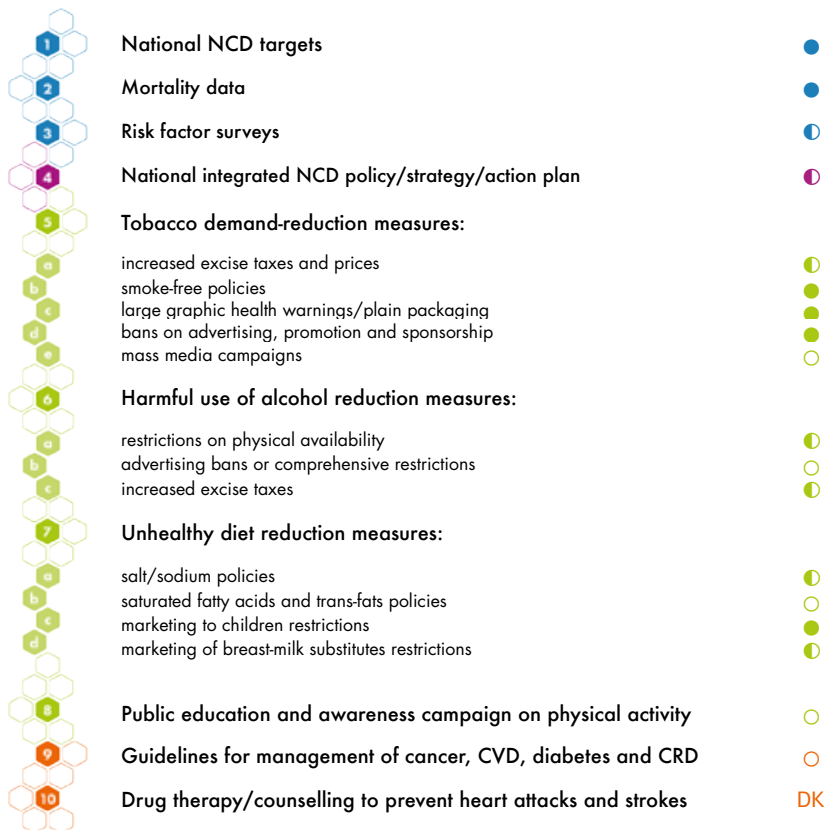 1 National NCD targets
2 Mortality data
3 Risk factor surveys
4 National integrated NCD policy/strategy/action plan
5 Tobacco demand-reduction measures:
a increased excise taxes and prices
b smoke-free policies
c large graphic health warnings/plain packaging
d bans on advertising, promotion and sponsorship
e mass media campaigns
6 Harmful use of alcohol reduction measures:
a restrictions on physical availability
b advertising bans or comprehensive restrictions
c increased excise taxes
7 Unhealthy diet reduction measures:
a salt/sodium policies
b saturated fatty acids and trans-fats policies
c marketing to children restrictions
d marketing of breast-milk substitutes restrictions
8 Public education and awareness campaign on physical activity
9 Guidelines for management of cancer, CVD, diabetes and CRD
10 Drug therapy/counselling to prevent heart attacks and strokes DK